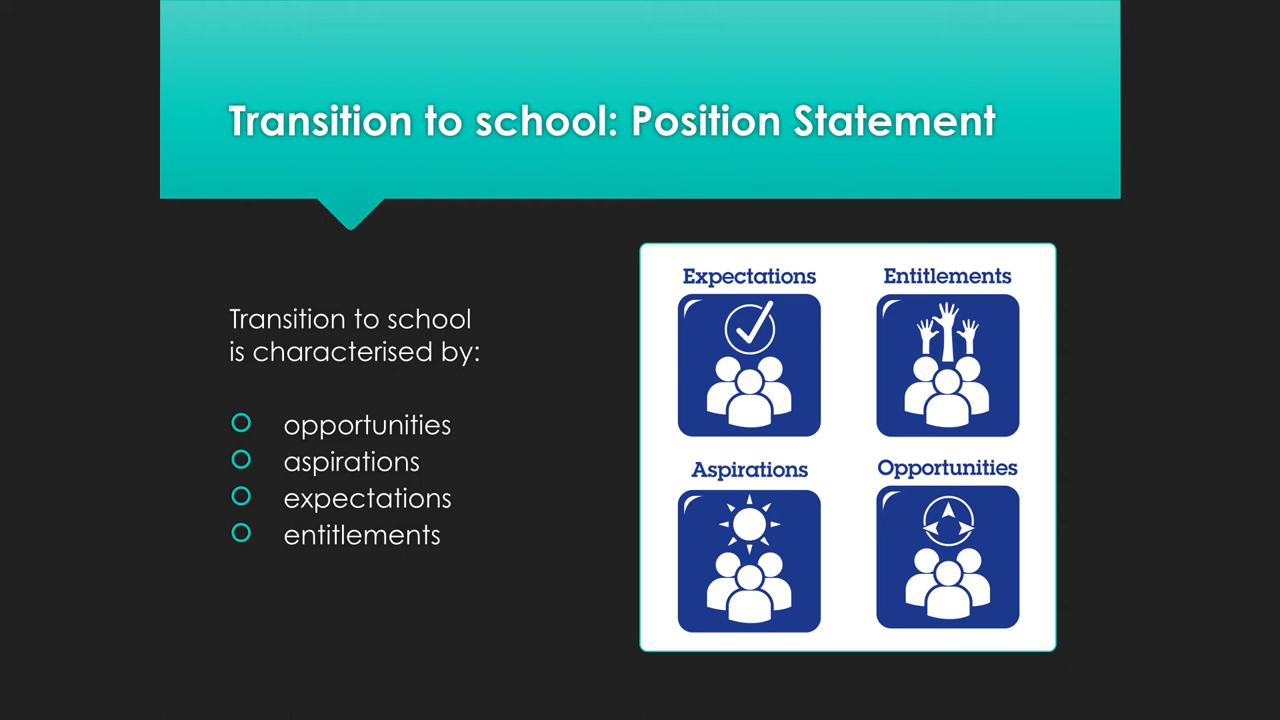 Transition to school: Position Statement
Transition to school
is characterised by:
opportunities
aspirations
expectations
entitlements
Expectations
Entitlements
Aspirations
Opportunities